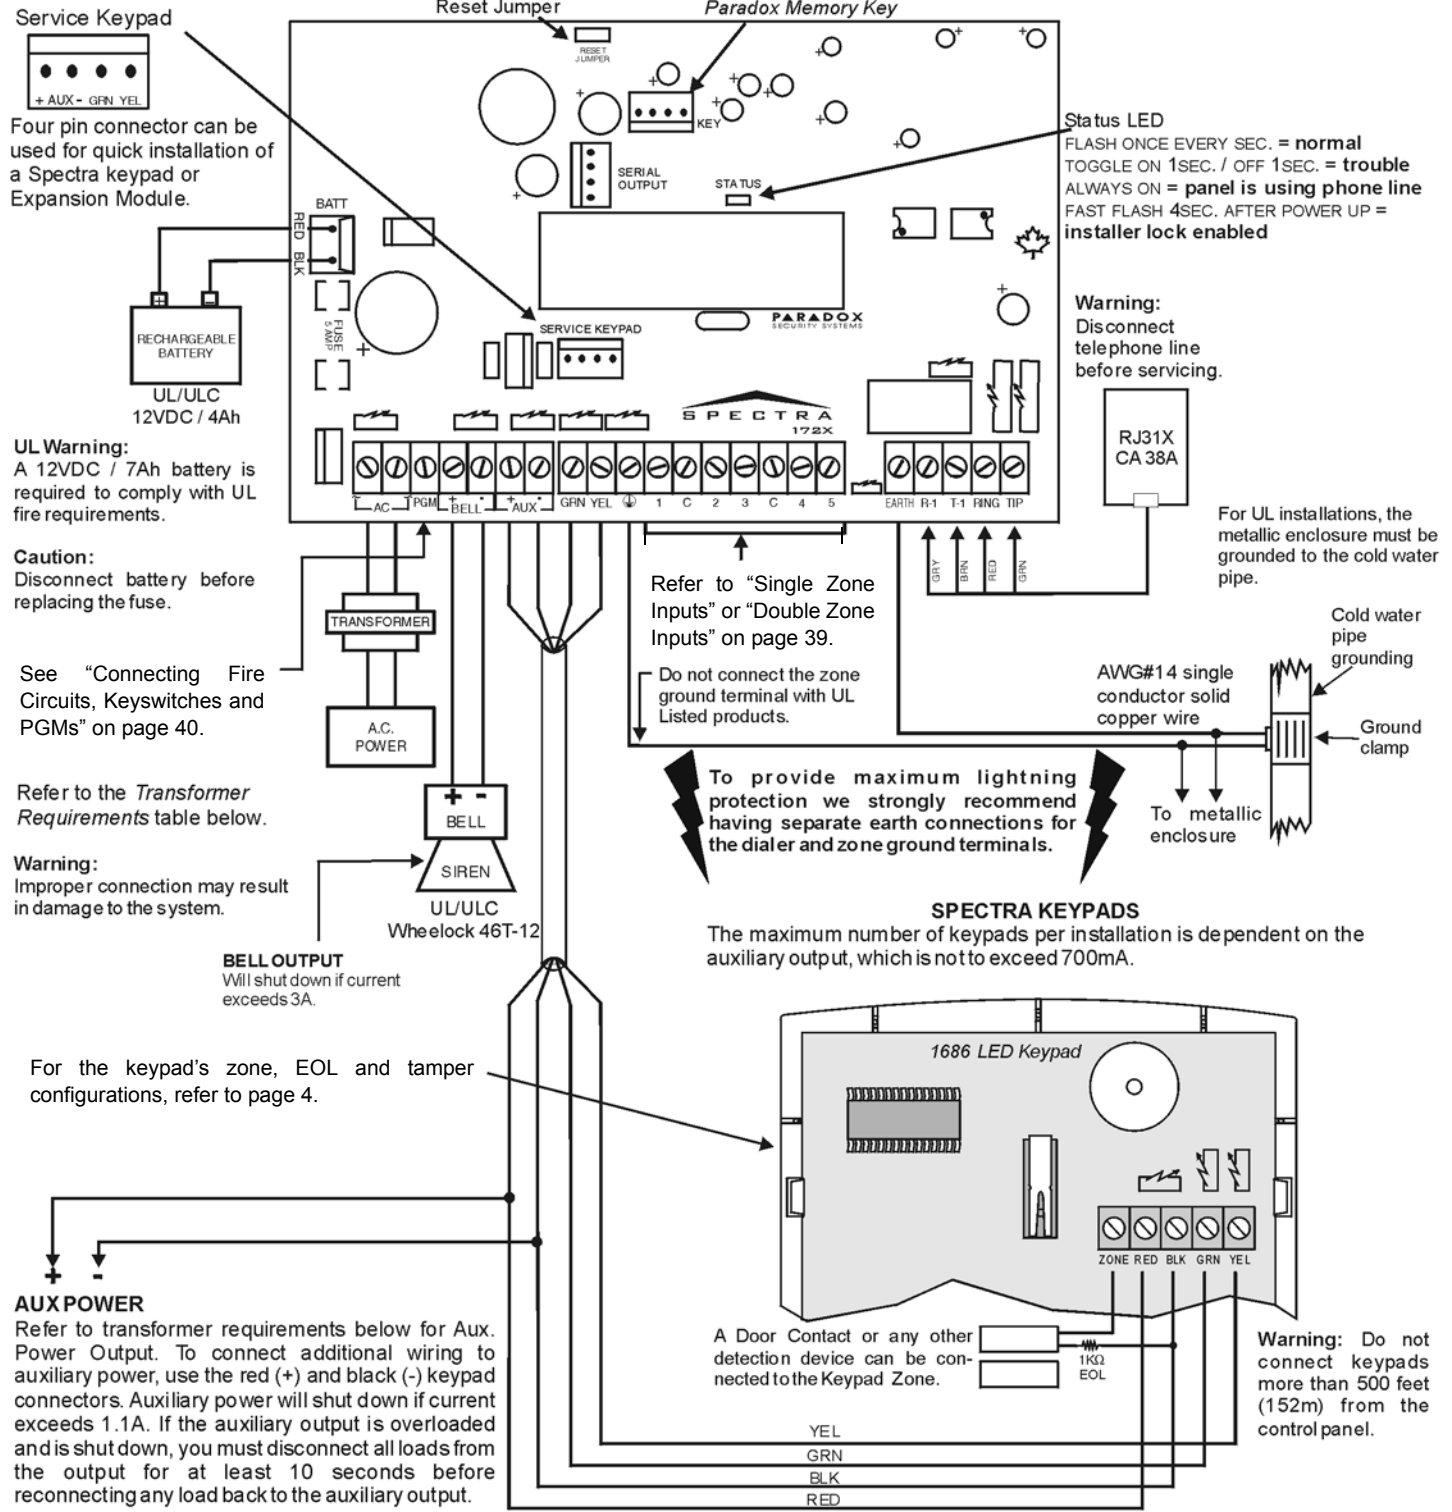 Reset Jumper
Paradox Memory Key
Service Keypad
+ AUX - GRN YEL
Four pin connector can be
used for quick installation of
a Spectra keypad or
Expansion Module.
RESET
JUMPER
KEY
SERIAL
OUTPUT
STATUS
Status LED
FLASH ONCE EVERY SEC. = normal
TOGGLE ON 1SEC. / OFF 1SEC. = trouble
ALWAYS ON = panel is using phone line
FAST FLASH 4SEC. AFTER POWER UP =
installer lock enabled
BATT
RED
BLK
RECHARGEABLE
BATTERY
UL/ULC
12VDC / 4Ah
FUSE
5 AMP
SERVICE KEYPAD
PARADOX
SECURITY SYSTEMS
SPECTRA
172X
Warning:
Disconnect
telephone line
before servicing.
RJ31X
CA 38A
UL Warning:
A 12VDC / 7Ah battery is
required to comply with UL
fire requirements.
~ AC ~ PGM + BELL - + AUX - GRN YEL 1 C 2 3 C 4 5 EARTH R-1 T-1 RING TIP
GRY
BRN
RED
GRN
For UL installations, the
metallic enclosure must be
grounded to the cold water
pipe.
Caution:
Disconnect battery before
replacing the fuse.
TRANSFORMER
A.C.
POWER
See “Connecting Fire
Circuits, Keyswitches and
PGMs” on page 40.
Refer to “Single Zone
Inputs” or “Double Zone
Inputs” on page 39.
Do not connect the zone
ground terminal with UL
Listed products.
AWG#14 single
conductor solid
copper wire
Cold water
pipe
grounding
Ground
clamp
To metallic
enclosure
To provide maximum lightning
protection we strongly recommend
having separate earth connections for
the dialer and zone ground terminals.
Refer to the Transformer
Requirements table below.
Warning:
Improper connection may result
in damage to the system.
+ -
BELL
SIREN
UL/ULC
Wheelock 46T-12
BELL OUTPUT
Will shut down if current
exceeds 3A.
SPECTRA KEYPADS
The maximum number of keypads per installation is dependent on the
auxiliary output, which is not to exceed 700mA.
1686 LED Keypad
For the keypad’s zone, EOL and tamper
configurations, refer to page 4.
ZONE RED BLK GRN YEL
+ -
AUX POWER
Refer to transformer requirements below for Aux.
Power Output. To connect additional wiring to
auxiliary power, use the red (+) and black (-) keypad
connectors. Auxiliary power will shut down if current
exceeds 1.1A. If the auxiliary output is overloaded
and is shut down, you must disconnect all loads from
the output for at least 10 seconds before
reconnecting any load back to the auxiliary output.
A Door Contact or any other
detection device can be con-
nected to the Keypad Zone.
1KΩ
EOL
Warning: Do not
connect keypads
more than 500 feet
(152m) from the
control panel.
YEL
GRN
BLK
RED